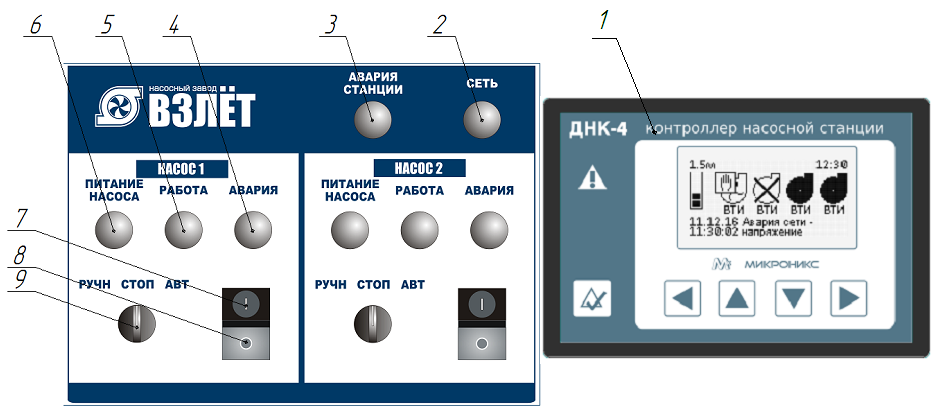 6 5 4 3 2 1
НАСОСНЫЙ ЗАВОД
ВЗЛЁТ
АВАРИЯ
СТАНЦИИ
СЕТЬ
НАСОС 1
ПИТАНИЕ
НАСОСА
РАБОТА
АВАРИЯ
7
8
9
РУЧН СТОП АВТ
НАСОС 2
ПИТАНИЕ
НАСОСА
РАБОТА
АВАРИЯ
РУЧН СТОП АВТ
ДНК-4 контроллер насосной станции
1.5м 12:30
ВТИ ВТИ ВТИ ВТИ
11.12.16 Авария сети -
11:30:02 напряжение
МИКРОНИКС